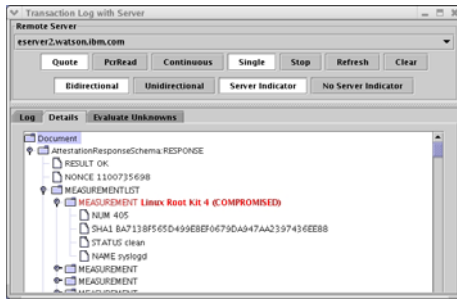 Transaction Log with Server
Remote Server
eserver2.watson.ibm.com
Quote PcrRead Continuous Single Stop Refresh Clear
Bidirectional Unidirectional Server Indicator No Server Indicator
Log Details Evaluate Unknowns
Document
AttestationResponseSchema:RESPONSE
RESULT OK
NONCE 1100735698
MEASUREMENTLIST
MEASUREMENT Linux Root Kit 4 (COMPROMISED)
NUM 405
SHA1 BA7138F565D499E8EF0679DA947AA2397436EE88
STATUS clean
NAME syslogd
MEASUREMENT
MEASUREMENT